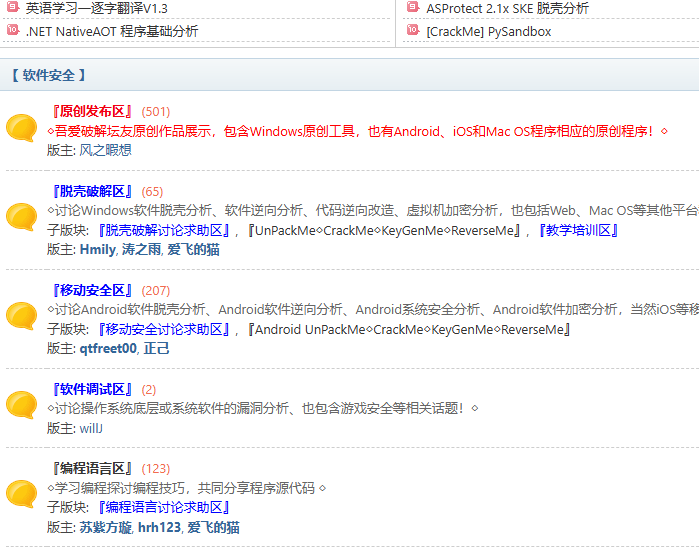 英语学习一逐字翻译V1.3
ASProtect 2.1x SKE 脱壳分析
.NET NativeAOT 程序基础分析
[CrackMe] PySandbox
【 软件安全 】
『原创发布区』 (501)
◇吾爱破解坛友原创作品展示，包含Windows原创工具，也有Android、iOS和Mac OS程序相应的原创程序！◇
版主: 风之暇想
『脱壳破解区』 (65)
◇讨论Windows软件脱壳分析、软件逆向分析、代码逆向改造、虚拟机加密分析，也包括Web、Mac OS等其他平台
子版块: 『脱壳破解讨论求助区』, 『UnPackMe◇CrackMe◇KeyGenMe◇ReverseMe』, 『教学培训区』
版主: Hmily, 涛之雨, 爱飞的猫
『移动安全区』 (207)
◇讨论Android软件脱壳分析、Android软件逆向分析、Android系统安全分析、Android软件加密分析，当然iOS等移
子版块: 『移动安全讨论求助区』, 『Android UnPackMe◇CrackMe◇KeyGenMe◇ReverseMe』
版主: qtfreet00, 正己
『软件调试区』 (2)
◇讨论操作系统底层或系统软件的漏洞分析、也包含游戏安全等相关话题！◇
版主: willJ
『编程语言区』 (123)
◇学习编程探讨编程技巧，共同分享程序源代码 ◇
子版块: 『编程语言讨论求助区』
版主: 苏紫方璇, hrh123, 爱飞的猫